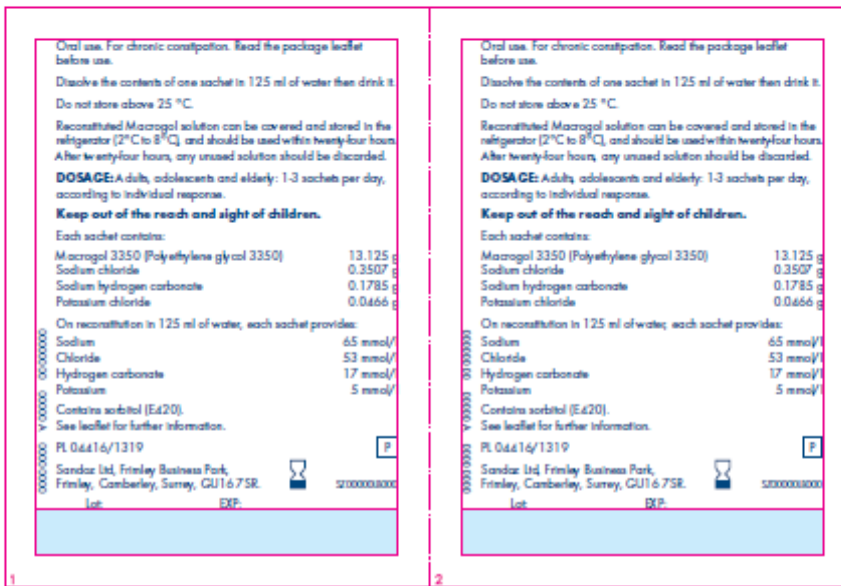 Oral use. For chronic constipation. Read the package leaflet
before use.
Dissolve the contents of one sachet in 125 ml of water then drink it.
Do not store above 25 °C.
Reconstituted Macrogol solution can be covered and stored in the
refrigerator (2°C to 8°C), and should be used within twenty-four hours.
After twenty-four hours, any unused solution should be discarded.
DOSAGE: Adults, adolescents and elderly: 1-3 sachets per day,
according to individual response.
Keep out of the reach and sight of children.
Each sachet contains:
Macrogol 3350 (Polyethylene glycol 3350) 13.125 g
Sodium chloride 0.3507 g
Sodium hydrogen carbonate 0.1785 g
Potassium chloride 0.0466 g
On reconstitution in 125 ml of water, each sachet provides:
Sodium 65 mmol/
Chloride 53 mmol/
Hydrogen carbonate 17 mmol/
Potassium 5 mmol/
Contains sorbitol (E420).
See leaflet for further information.
PL 04416/1319
P
Sandoz Ltd, Frimley Business Park,
Frimley, Camberley, Surrey, GU16 7SR.
Lot: EXP:
1
Oral use. For chronic constipation. Read the package leaflet
before use.
Dissolve the contents of one sachet in 125 ml of water then drink it.
Do not store above 25 °C.
Reconstituted Macrogol solution can be covered and stored in the
refrigerator (2°C to 8°C), and should be used within twenty-four hours.
After twenty-four hours, any unused solution should be discarded.
DOSAGE: Adults, adolescents and elderly: 1-3 sachets per day,
according to individual response.
Keep out of the reach and sight of children.
Each sachet contains:
Macrogol 3350 (Polyethylene glycol 3350) 13.125 g
Sodium chloride 0.3507 g
Sodium hydrogen carbonate 0.1785 g
Potassium chloride 0.0466 g
On reconstitution in 125 ml of water, each sachet provides:
Sodium 65 mmol/l
Chloride 53 mmol/l
Hydrogen carbonate 17 mmol/l
Potassium 5 mmol/l
Contains sorbitol (E420).
See leaflet for further information.
PL 04416/1319
P
Sandoz Ltd, Frimley Business Park,
Frimley, Camberley, Surrey, GU16 7SR.
Lot: EXP:
2